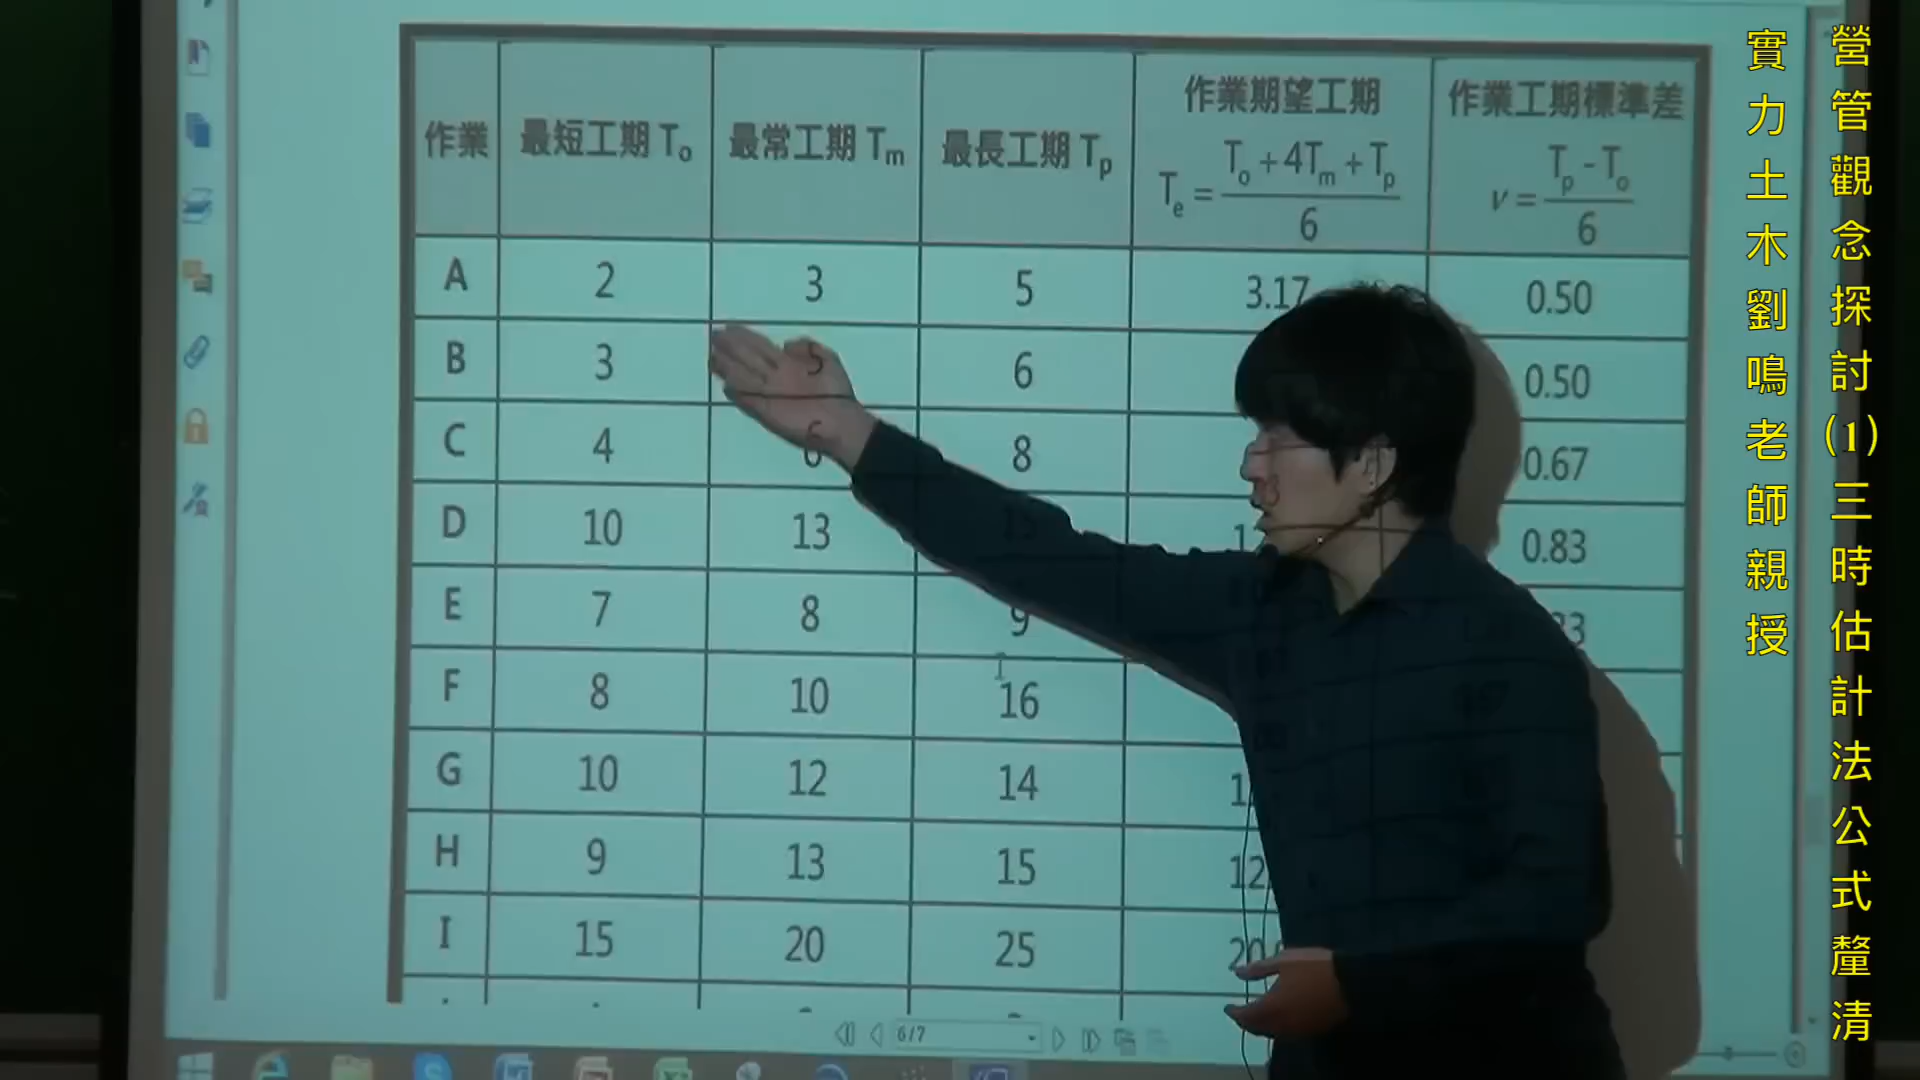 營管觀念探討(1)三時估計法公式釐清
實力土木劉鳴老師親授
作業 最短工期 To 最常工期 Tm 最長工期 Tp 作業期望工期 Te = To + 4Tm + Tp / 6 作業工期標準差 ν = Tp - To / 6
A 2 3 5 3.17 0.50
B 3 5 6 0.50
C 4 6 8 0.67
D 10 13 15 0.83
E 7 8 9
F 8 10 16
G 10 12 14
H 9 13 15
I 15 20 25
6/7